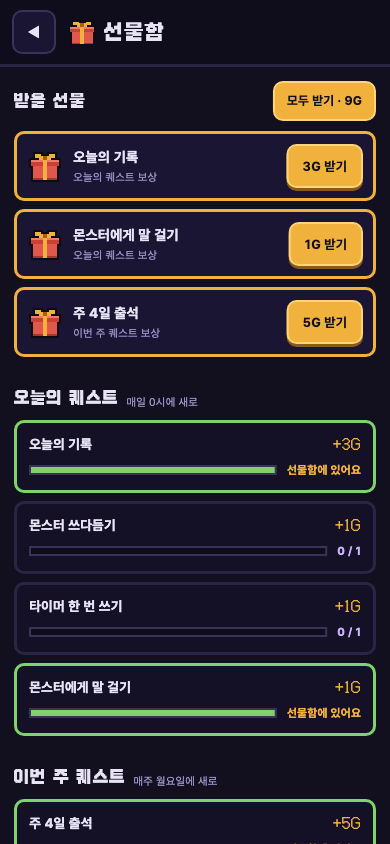 선물함
받을 선물
모두 받기 · 9G
오늘의 기록
오늘의 퀘스트 보상
3G 받기
몬스터에게 말 걸기
오늘의 퀘스트 보상
1G 받기
주 4일 출석
이번 주 퀘스트 보상
5G 받기
오늘의 퀘스트 매일 0시에 새로
오늘의 기록 +3G
선물함에 있어요
몬스터 쓰다듬기 +1G
0 / 1
타이머 한 번 쓰기 +1G
0 / 1
몬스터에게 말 걸기 +1G
선물함에 있어요
이번 주 퀘스트 매주 월요일에 새로
주 4일 출석 +5G